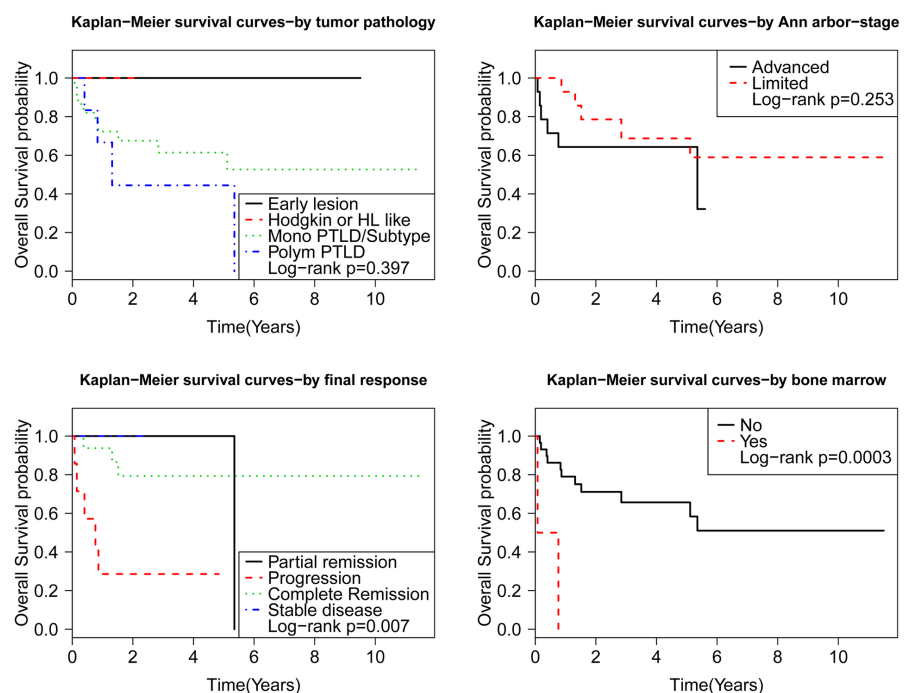 Kaplan−Meier survival curves−by tumor pathology
Overall Survival probability
1.0
0.8
0.6
0.4
0.2
0.0
Early lesion
Hodgkin or HL like
Mono PTLD/Subtype
Polym PTLD
Log−rank p=0.397
0 2 4 6 8 10
Time(Years)
Kaplan−Meier survival curves−by Ann arbor−stage
Overall Survival probability
1.0
0.8
0.6
0.4
0.2
0.0
Advanced
Limited
Log−rank p=0.253
0 2 4 6 8 10
Time(Years)
Kaplan−Meier survival curves−by final response
Overall Survival probability
1.0
0.8
0.6
0.4
0.2
0.0
Partial remission
Progression
Complete Remission
Stable disease
Log−rank p=0.007
0 2 4 6 8 10
Time(Years)
Kaplan−Meier survival curves−by bone marrow
Overall Survival probability
1.0
0.8
0.6
0.4
0.2
0.0
No
Yes
Log−rank p=0.0003
0 2 4 6 8 10
Time(Years)